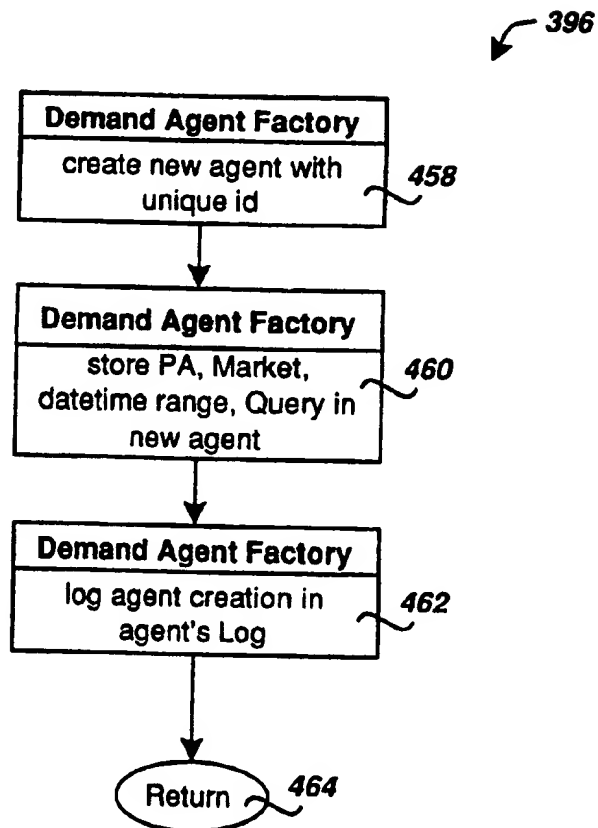 396
Demand Agent Factory
create new agent with
unique id
458
Demand Agent Factory
store PA, Market,
datetime range, Query in
new agent
460
Demand Agent Factory
log agent creation in
agent's Log
462
Return
464